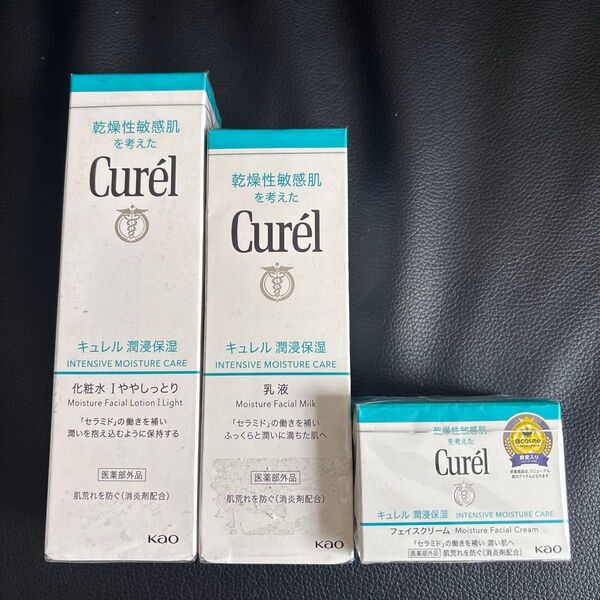 乾燥性敏感肌
を考えた
Curél
キュレル 潤浸保湿
INTENSIVE MOISTURE CARE
化粧水 Ⅰ ややしっとり
Moisture Facial Lotion Ⅰ Light
「セラミド」の働きを補い
潤いを抱え込むように保持する
医薬部外品
肌荒れを防ぐ(消炎剤配合)
Kao
乾燥性敏感肌
を考えた
Curél
キュレル 潤浸保湿
INTENSIVE MOISTURE CARE
乳液
Moisture Facial Milk
「セラミド」の働きを補い
ふっくらと潤いに満ちた肌へ
医薬部外品
肌荒れを防ぐ(消炎剤配合)
Kao
乾燥性敏感肌
を考えた
Curél
@cosme
殿堂入り
キュレル 潤浸保湿 INTENSIVE MOISTURE CARE
フェイスクリーム Moisture Facial Cream
「セラミド」の働きを補い 潤い肌へ
医薬部外品 肌荒れを防ぐ(消炎剤配合)
Kao